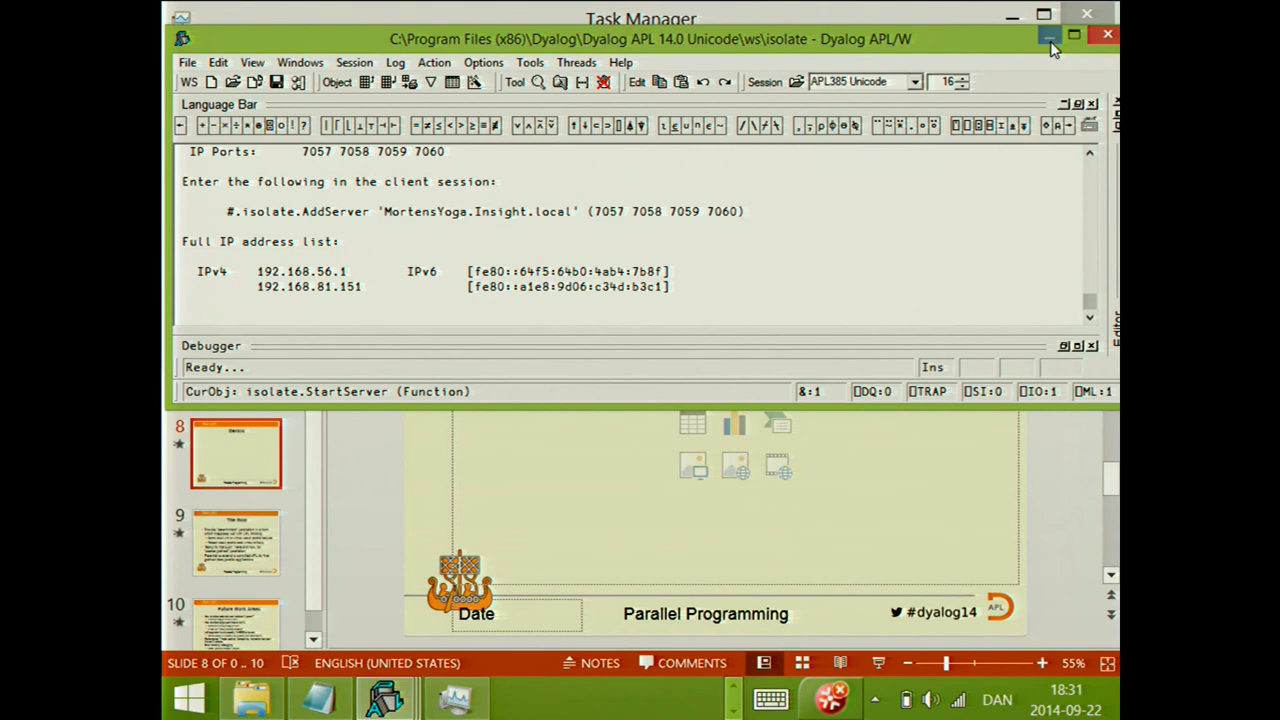 Task Manager
C:\Program Files (x86)\Dyalog\Dyalog APL 14.0 Unicode\ws\isolate - Dyalog APL/W
File Edit View Windows Session Log Action Options Tools Threads Help
WS Object Tool Edit Session APL385 Unicode 16
Language Bar
IP Ports: 7057 7058 7059 7060
Enter the following in the client session:
#.isolate.AddServer 'MortensYoga.Insight.local' (7057 7058 7059 7060)
Full IP address list:
IPv4 192.168.56.1 IPv6 [fe80::64f5:64b0:4ab4:7b8f]
192.168.81.151 [fe80::a1e8:9d06:c34d:b3c1]
Editor
Debugger
Ready... Ins
CurObj: isolate.StartServer (Function) &:1 ⎕DQ:0 ⎕TRAP ⎕SI:0 ⎕IO:1 ⎕ML:1
8
9
10
Date Parallel Programming #dyalog14 APL
SLIDE 8 OF 0 .. 10 ENGLISH (UNITED STATES) NOTES COMMENTS 55%
DAN 18:31
2014-09-22